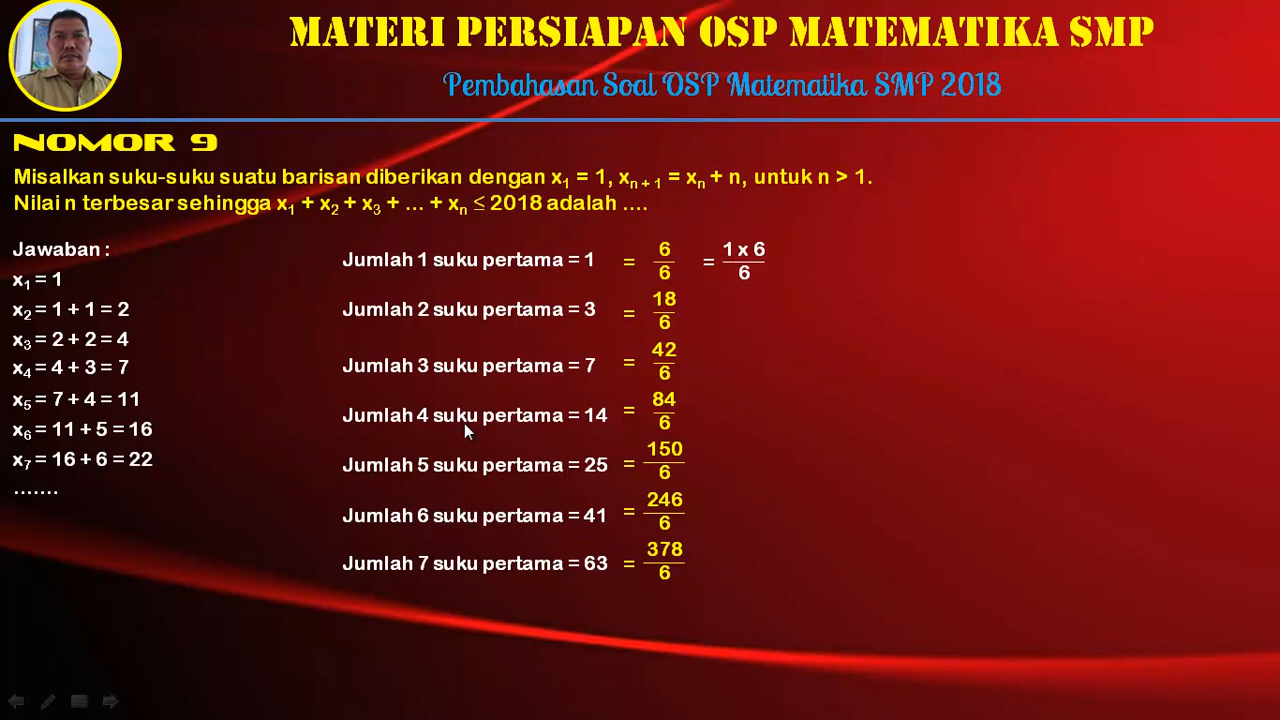 MATERI PERSIAPAN OSP MATEMATIKA SMP
Pembahasan Soal OSP Matematika SMP 2018
NOMOR 9
Misalkan suku-suku suatu barisan diberikan dengan x₁ = 1, xₙ ₊ ₁ = xₙ + n, untuk n > 1.
Nilai n terbesar sehingga x₁ + x₂ + x₃ + ... + xₙ ≤ 2018 adalah ....
Jawaban :
x₁ = 1
x₂ = 1 + 1 = 2
x₃ = 2 + 2 = 4
x₄ = 4 + 3 = 7
x₅ = 7 + 4 = 11
x₆ = 11 + 5 = 16
x₇ = 16 + 6 = 22
.......
Jumlah 1 suku pertama = 1 = 6/6 = 1 x 6/6
Jumlah 2 suku pertama = 3 = 18/6
Jumlah 3 suku pertama = 7 = 42/6
Jumlah 4 suku pertama = 14 = 84/6
Jumlah 5 suku pertama = 25 = 150/6
Jumlah 6 suku pertama = 41 = 246/6
Jumlah 7 suku pertama = 63 = 378/6